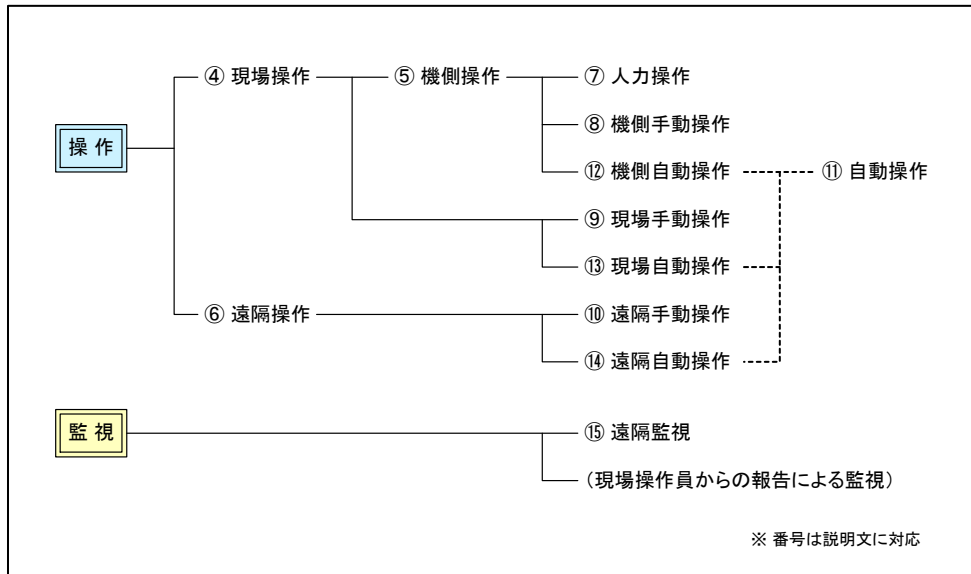 ④ 現場操作 ⑤ 機側操作 ⑦ 人力操作
操 作 ⑧ 機側手動操作
⑫ 機側自動操作 ⑪ 自動操作
⑨ 現場手動操作
⑬ 現場自動操作
⑥ 遠隔操作 ⑩ 遠隔手動操作
⑭ 遠隔自動操作
監 視 ⑮ 遠隔監視
（現場操作員からの報告による監視）
※ 番号は説明文に対応